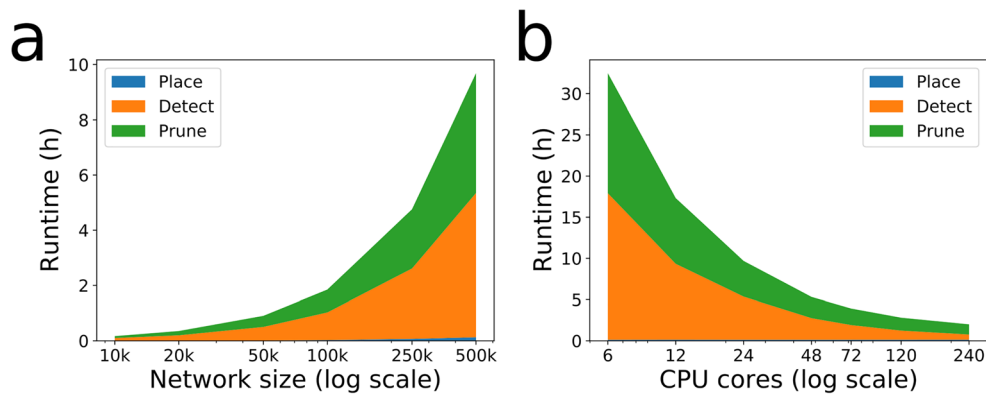 a
Runtime (h)
10
8
6
4
2
0
Place
Detect
Prune
10k 20k 50k 100k 250k 500k
Network size (log scale)
b
Runtime (h)
30
25
20
15
10
5
0
Place
Detect
Prune
6 12 24 48 72 120 240
CPU cores (log scale)